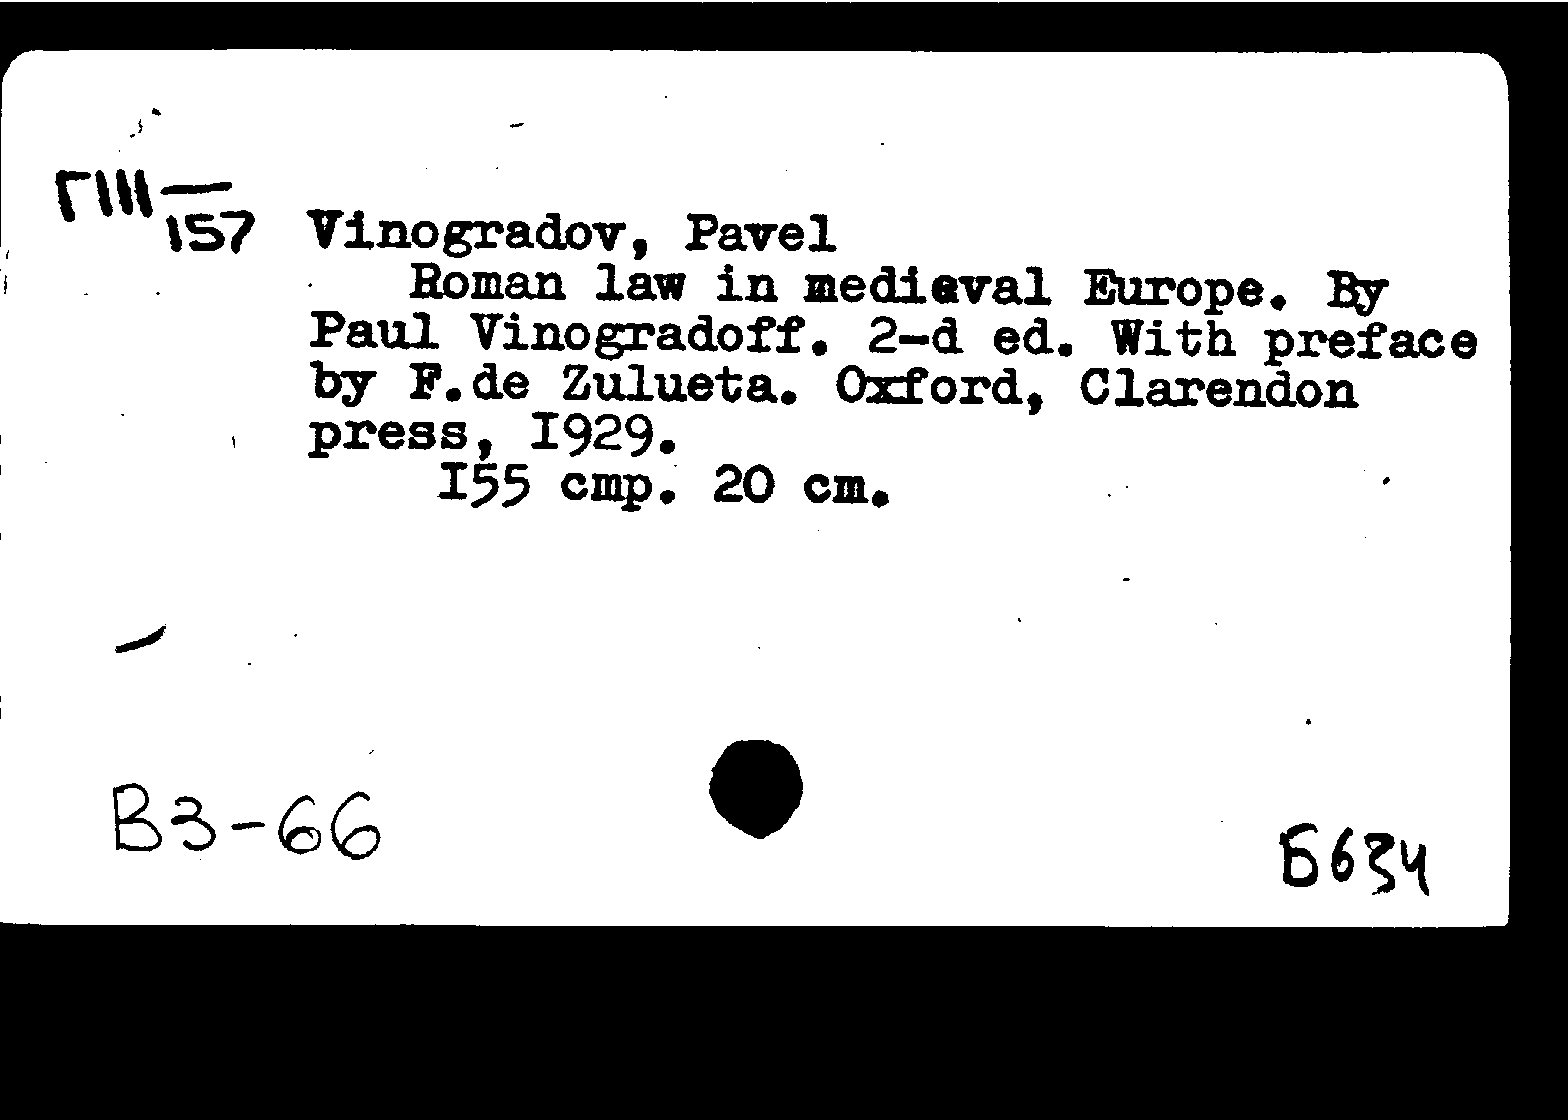 ГIII—
157
Vinogradov, Pavel
Roman law in medieval Europe. By
Paul Vinogradoff. 2-d ed. With preface
by F.de Zulueta. Oxford, Clarendon
press, I929.
I55 cmp. 20 cm.
B3-66
Б634